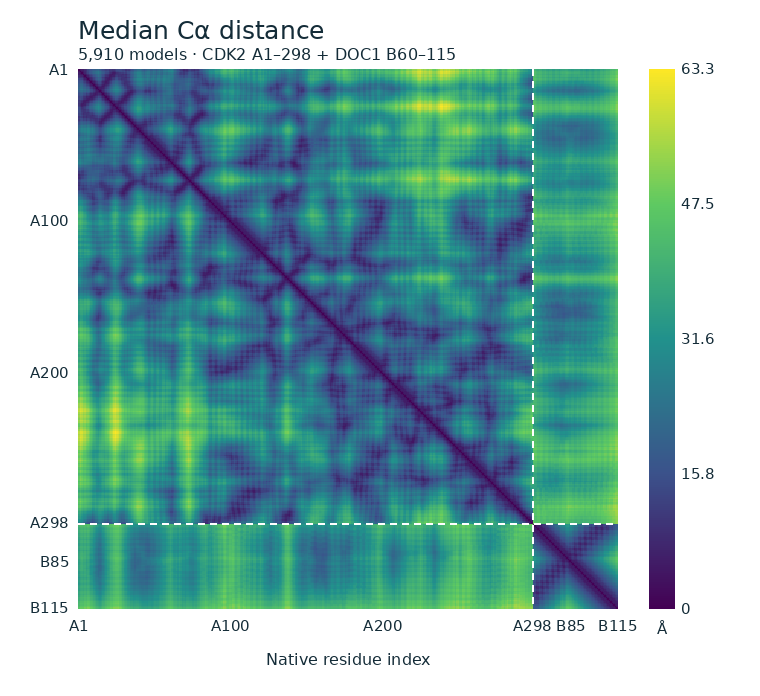 Median Cα distance
5,910 models · CDK2 A1–298 + DOC1 B60–115
A1
A100
A200
A298
B85
B115
A1 A100 A200 A298 B85 B115
Native residue index
63.3
47.5
31.6
15.8
0
Å